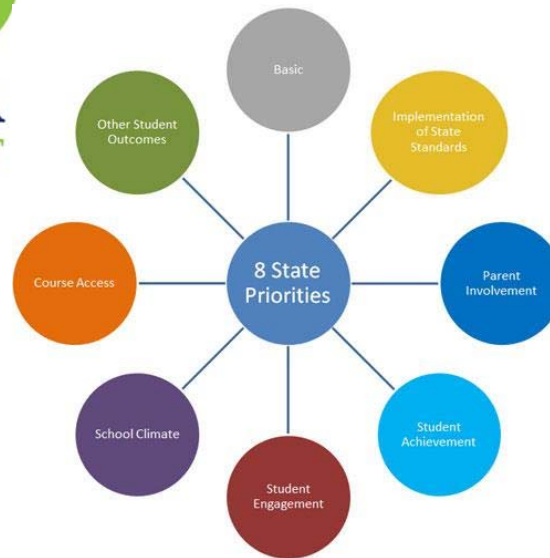 Basic
Implementation
of State
Standards
Parent
Involvement
Student
Achievement
Student
Engagement
School Climate
Course Access
Other Student
Outcomes
8 State
Priorities